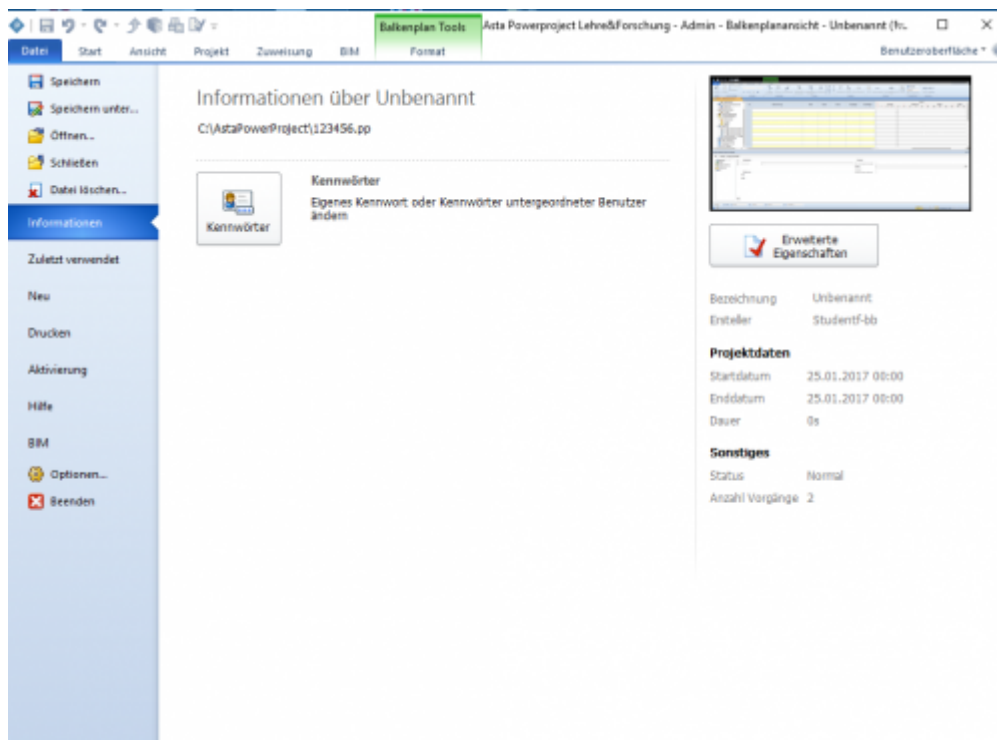 Balkenplan Tools
Asta Powerproject Lehre&Forschung - Admin - Balkenplanansicht - Unbenannt
Datei Start Ansicht Projekt Zuweisung BIM Format Benutzeroberfläche
Speichern
Speichern unter...
Öffnen...
Schließen
Datei löschen...
Informationen
Zuletzt verwendet
Neu
Drucken
Aktivierung
Hilfe
BIM
Optionen...
Beenden
Informationen über Unbenannt
C:\AstaPowerProject\123456.pp
Kennwörter
Kennwörter
Eigenes Kennwort oder Kennwörter untergeordneter Benutzer
ändern
Erweiterte
Eigenschaften
Bezeichnung Unbenannt
Ersteller Studentf-bb
Projektdaten
Startdatum 25.01.2017 00:00
Enddatum 25.01.2017 00:00
Dauer 0s
Sonstiges
Status Normal
Anzahl Vorgänge 2